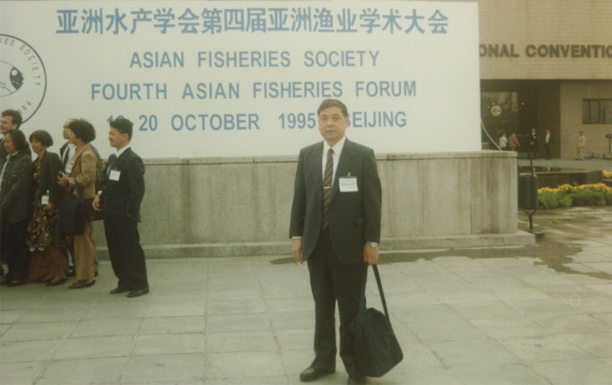 亚洲水产学会第四届亚洲渔业学术大会
ASIAN FISHERIES SOCIETY
FOURTH ASIAN FISHERIES FORUM
20 OCTOBER 1995 BEIJING
CONVENTIO